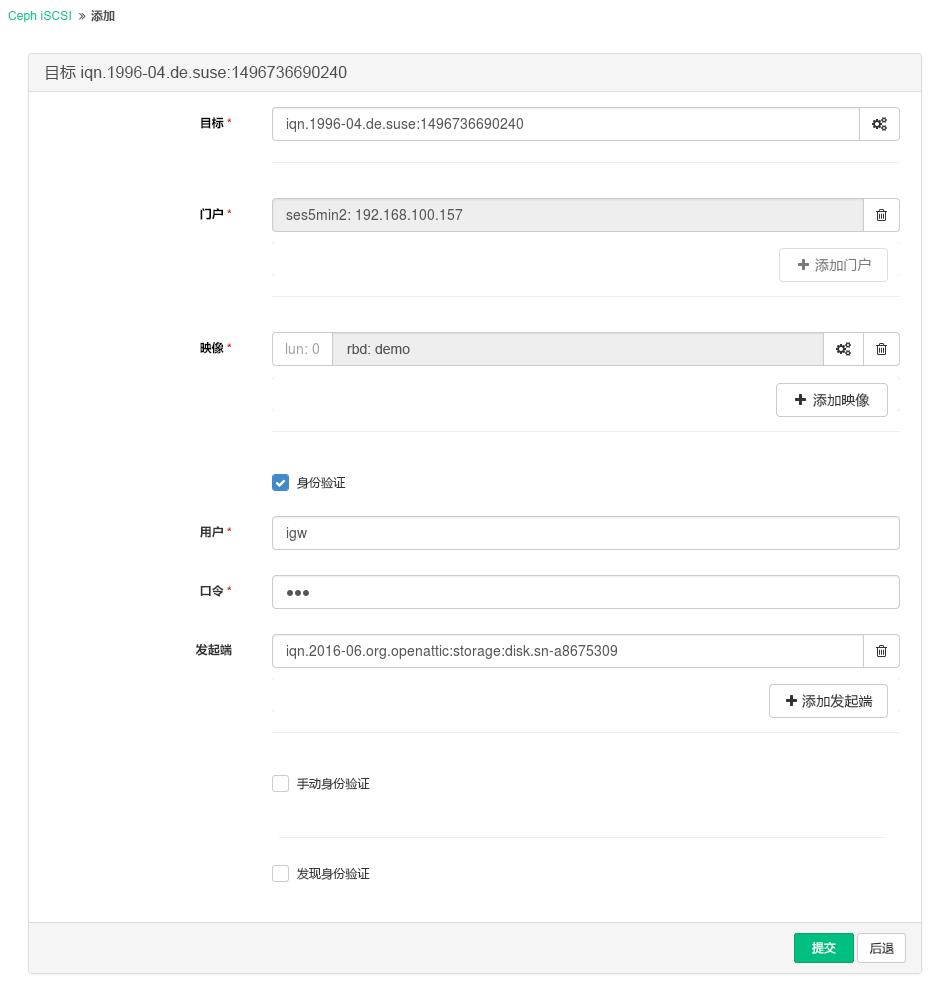 Ceph iSCSI » 添加
目标 iqn.1996-04.de.suse:1496736690240
目标 * iqn.1996-04.de.suse:1496736690240
门户 * ses5min2: 192.168.100.157
添加门户
映像 * lun: 0 rbd: demo
添加映像
身份验证
用户 * igw
口令 * •••
发起端 iqn.2016-06.org.openattic:storage:disk.sn-a8675309
添加发起端
手动身份验证
发现身份验证
提交 后退